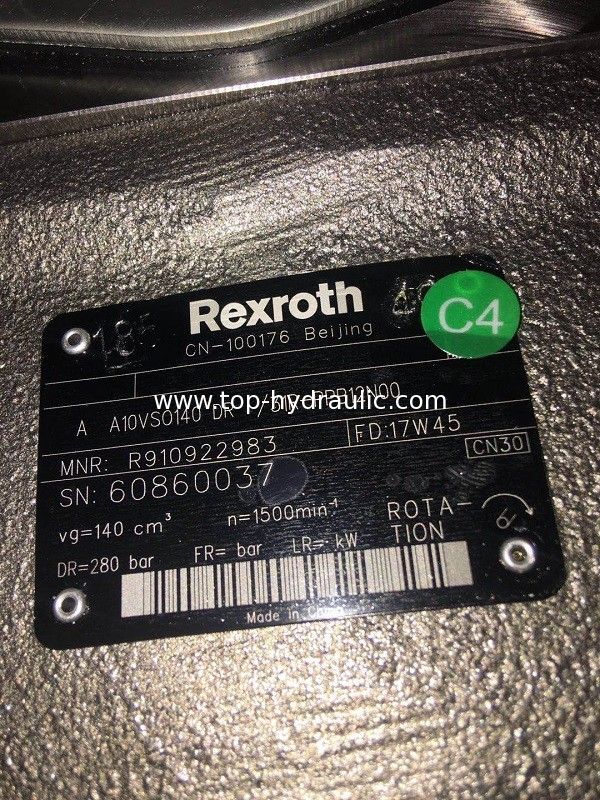 18
Rexroth
C4
CN-100176 Beijing
www.top-hydraulic.com
A A10VSO140 DR
MNR: R910922983
FD:17W45
SN: 60860037
CN30
vg=140 cm³ n=1500min⁻¹
ROTA-
TION
DR=280 bar FR= bar LR= kW
Made in China